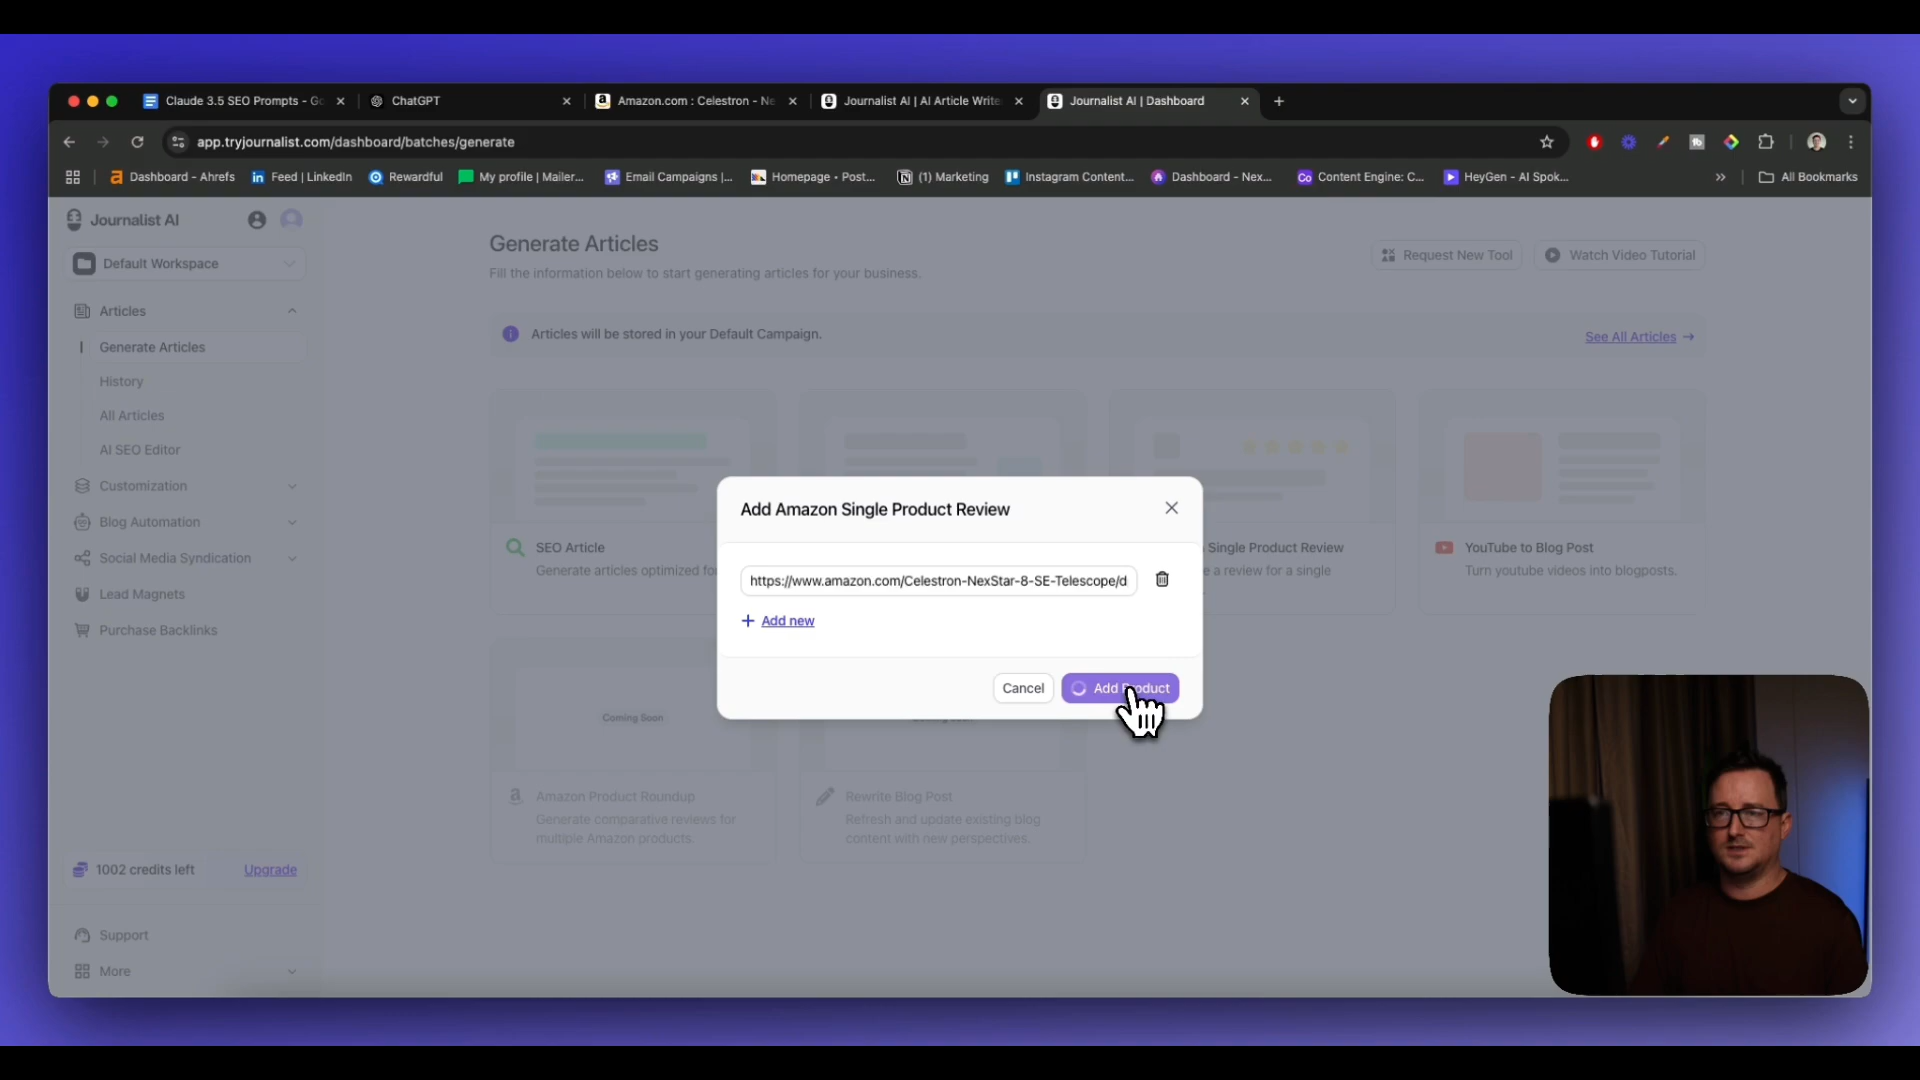 Claude 3.5 SEO Prompts - Go
ChatGPT
Amazon.com : Celestron - Ne
Journalist AI | AI Article Write
Journalist AI | Dashboard
app.tryjournalist.com/dashboard/batches/generate
Dashboard - Ahrefs
Feed | LinkedIn
Rewardful
My profile | Mailer...
Email Campaigns |...
Homepage • Post...
(1) Marketing
Instagram Content...
Dashboard - Nex...
Content Engine: C...
HeyGen - AI Spok...
All Bookmarks
Journalist AI
Default Workspace
Articles
Generate Articles
History
All Articles
AI SEO Editor
Customization
Blog Automation
Social Media Syndication
Lead Magnets
Purchase Backlinks
1002 credits left
Upgrade
Support
More
Generate Articles
Fill the information below to start generating articles for your business.
Request New Tool
Watch Video Tutorial
Articles will be stored in your Default Campaign.
See All Articles →
SEO Article
Generate articles optimized fo
Single Product Review
e a review for a single
YouTube to Blog Post
Turn youtube videos into blogposts.
Add Amazon Single Product Review
https://www.amazon.com/Celestron-NexStar-8-SE-Telescope/d
+ Add new
Cancel
Add Product
Coming Soon
Amazon Product Roundup
Generate comparative reviews for
multiple Amazon products.
Rewrite Blog Post
Refresh and update existing blog
content with new perspectives.